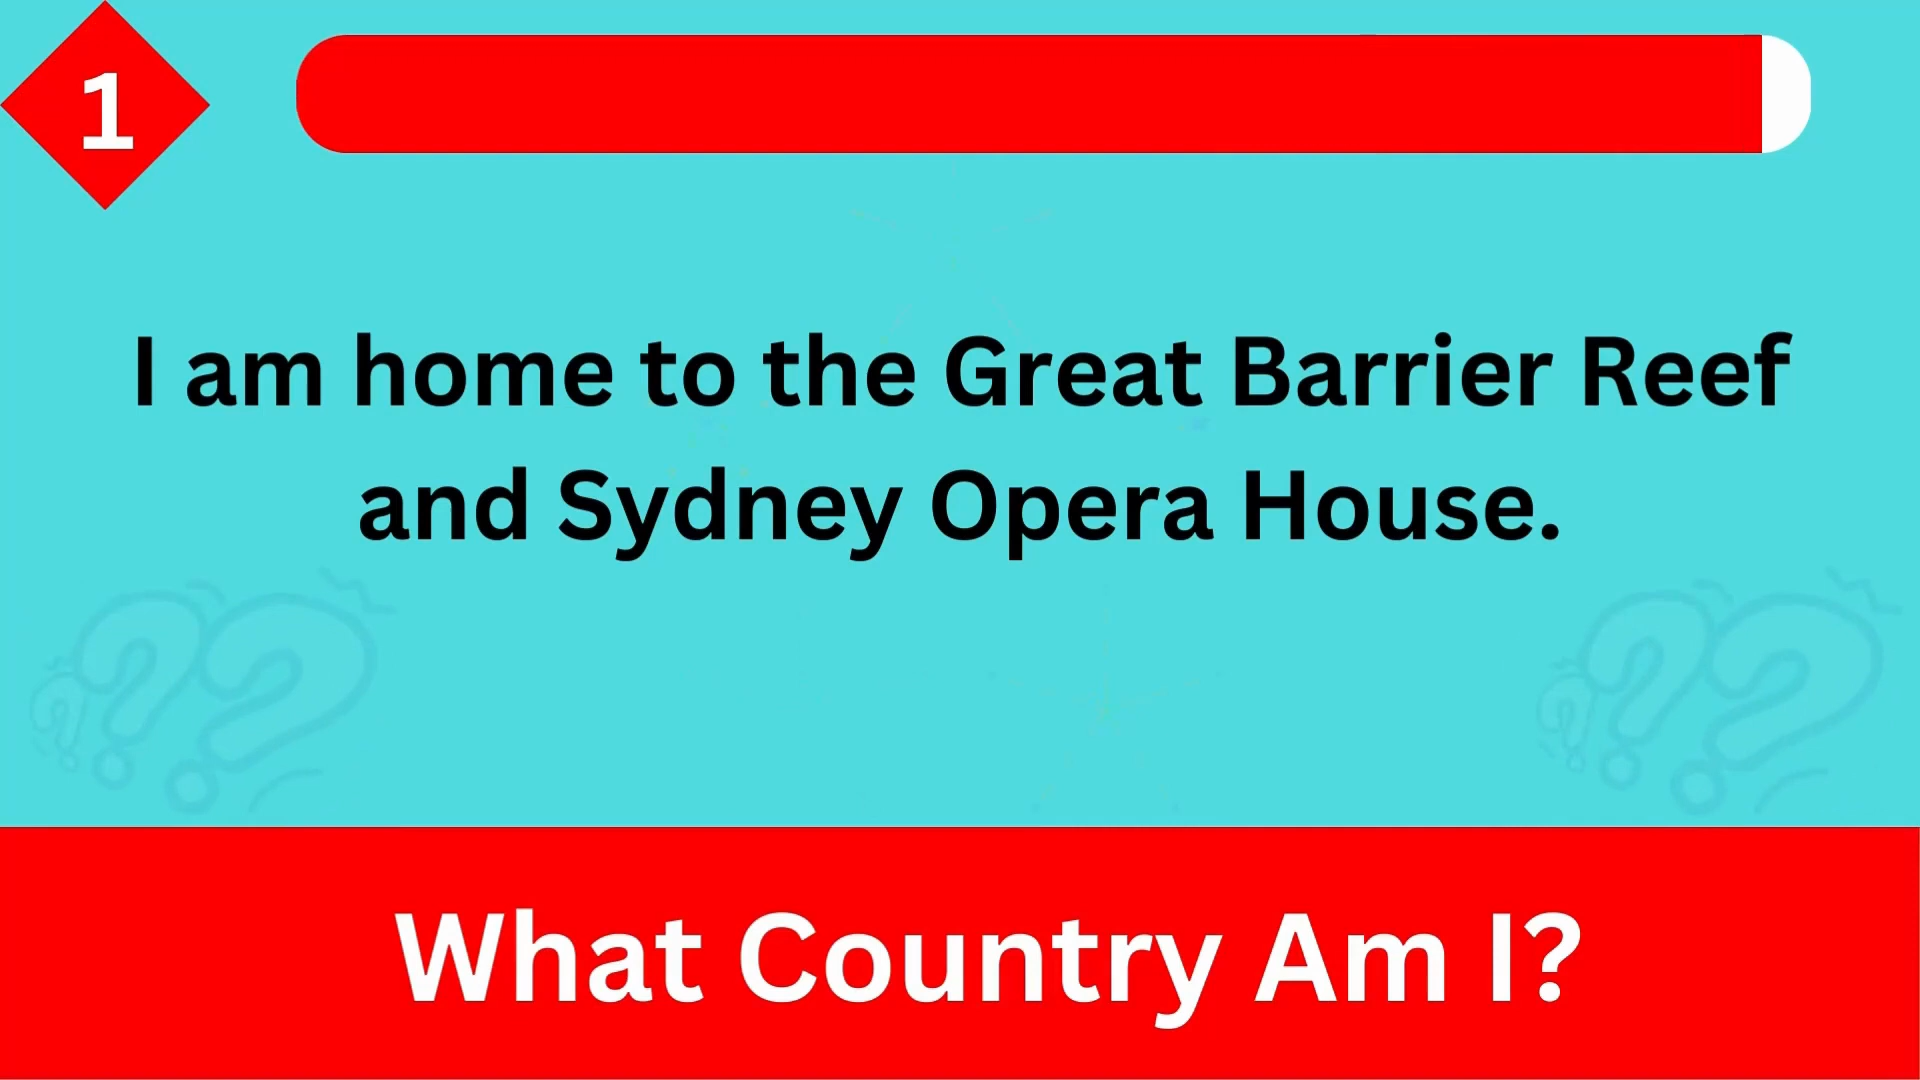 1
I am home to the Great Barrier Reef
and Sydney Opera House.
What Country Am I?